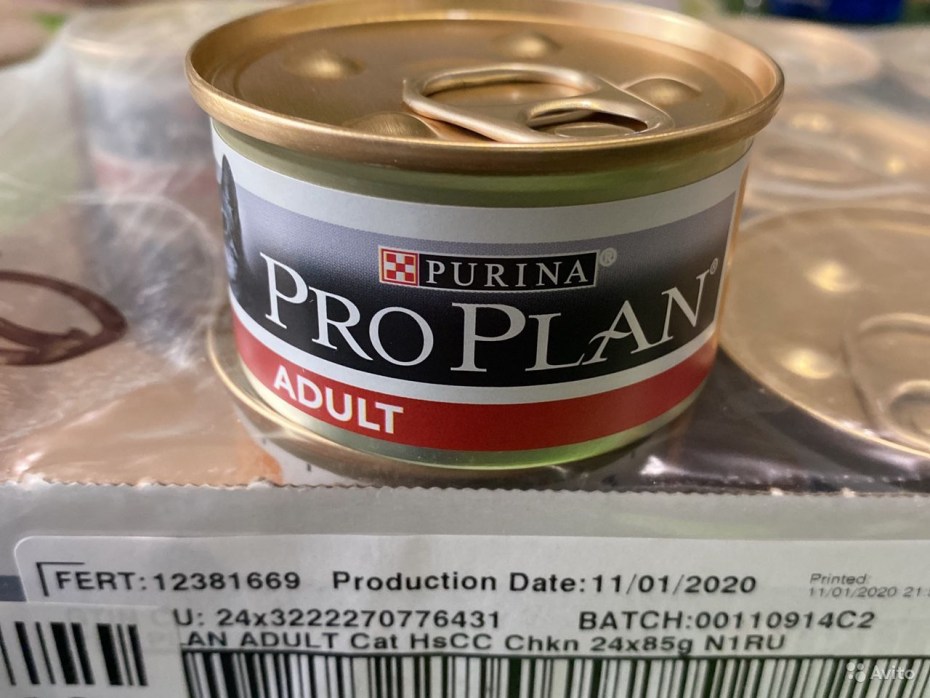 PURINA®
PRO PLAN®
ADULT
FERT:12381669 Production Date:11/01/2020
Printed:
11/01/2020
U: 24x3222270776431 BATCH:00110914C2
LAN ADULT Cat HsCC Chkn 24x85g N1RU
Avito